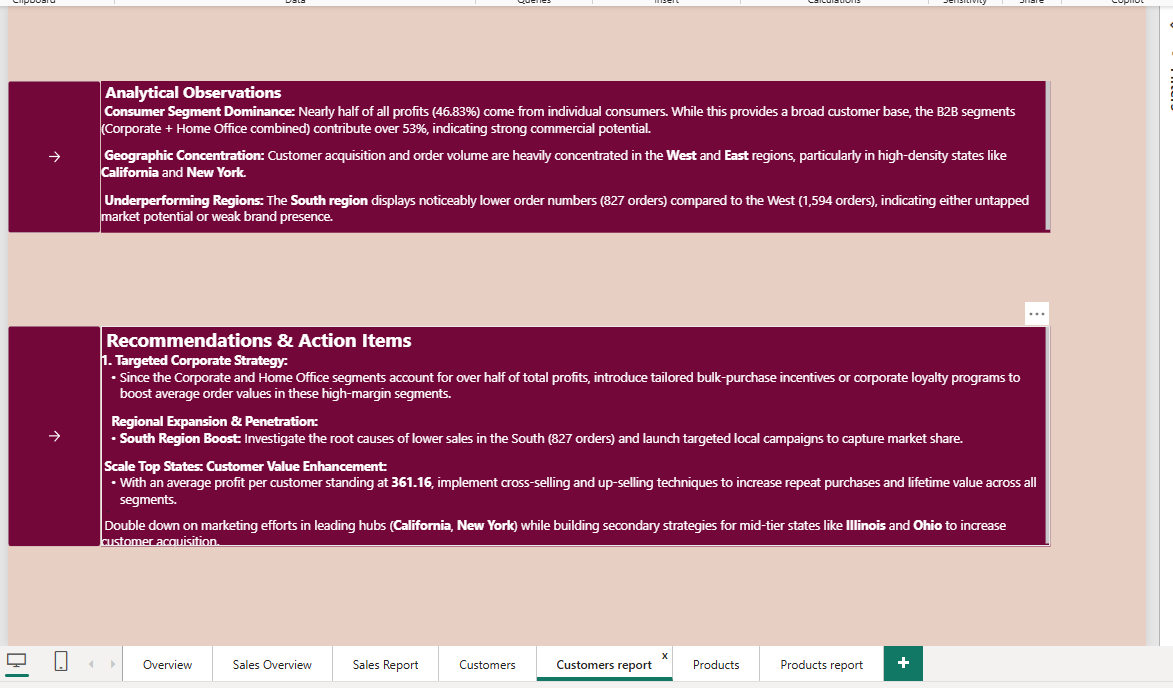 Clipboard Data Queries Insert Calculations Sensitivity Share Copilot
Analytical Observations
Consumer Segment Dominance: Nearly half of all profits (46.83%) come from individual consumers. While this provides a broad customer base, the B2B segments
(Corporate + Home Office combined) contribute over 53%, indicating strong commercial potential.
Geographic Concentration: Customer acquisition and order volume are heavily concentrated in the West and East regions, particularly in high-density states like
California and New York.
Underperforming Regions: The South region displays noticeably lower order numbers (827 orders) compared to the West (1,594 orders), indicating either untapped
market potential or weak brand presence.
Recommendations & Action Items
1. Targeted Corporate Strategy:
• Since the Corporate and Home Office segments account for over half of total profits, introduce tailored bulk-purchase incentives or corporate loyalty programs to
boost average order values in these high-margin segments.
Regional Expansion & Penetration:
• South Region Boost: Investigate the root causes of lower sales in the South (827 orders) and launch targeted local campaigns to capture market share.
Scale Top States: Customer Value Enhancement:
• With an average profit per customer standing at 361.16, implement cross-selling and up-selling techniques to increase repeat purchases and lifetime value across all
segments.
Double down on marketing efforts in leading hubs (California, New York) while building secondary strategies for mid-tier states like Illinois and Ohio to increase
customer acquisition.
Overview Sales Overview Sales Report Customers Customers report x Products Products report +